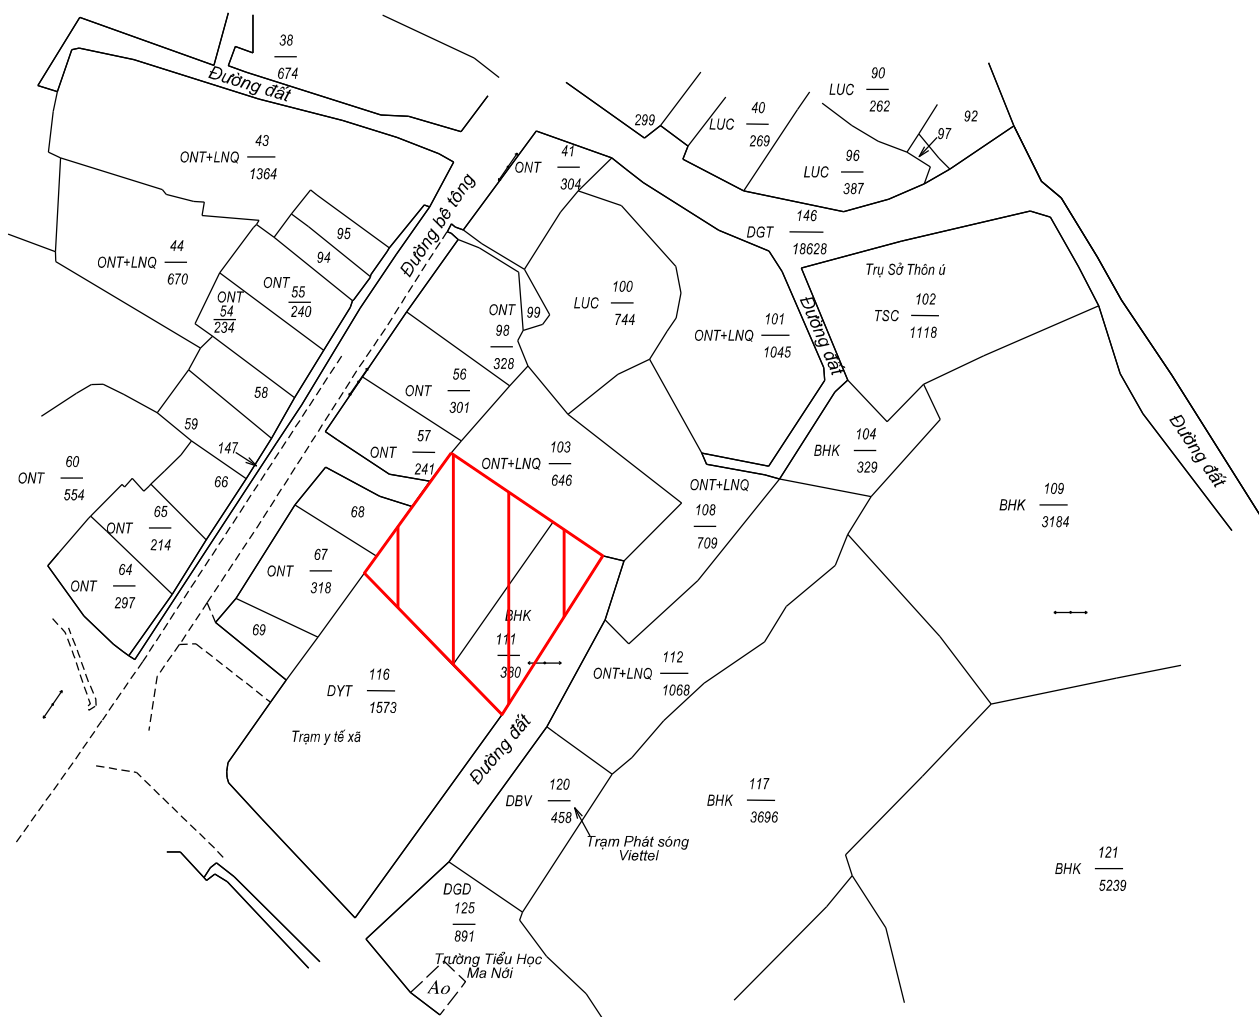 38
674
Đường đất
90
LUC
262
40
LUC
269
299
92
97
43
ONT+LNQ
1364
41
ONT
304
96
LUC
387
95
94
Đường bê tông
146
DGT
18628
44
ONT+LNQ
670
Trụ Sở Thôn ú
102
TSC
1118
ONT
55
240
ONT
54
234
100
LUC
744
ONT
99
98
328
101
ONT+LNQ
1045
Đường đất
56
ONT
301
58
59
147
57
ONT
241
103
ONT+LNQ
646
104
BHK
329
Đường đất
60
ONT
554
66
ONT+LNQ
108
709
109
BHK
3184
65
ONT
214
68
67
ONT
318
64
ONT
297
69
BHK
111
380
112
ONT+LNQ
1068
116
DYT
1573
Trạm y tế xã
Đường đất
120
DBV
458
117
BHK
3696
Trạm Phát sóng
Viettel
121
BHK
5239
DGD
125
891
Trường Tiểu Học
Ma Nới
Ao